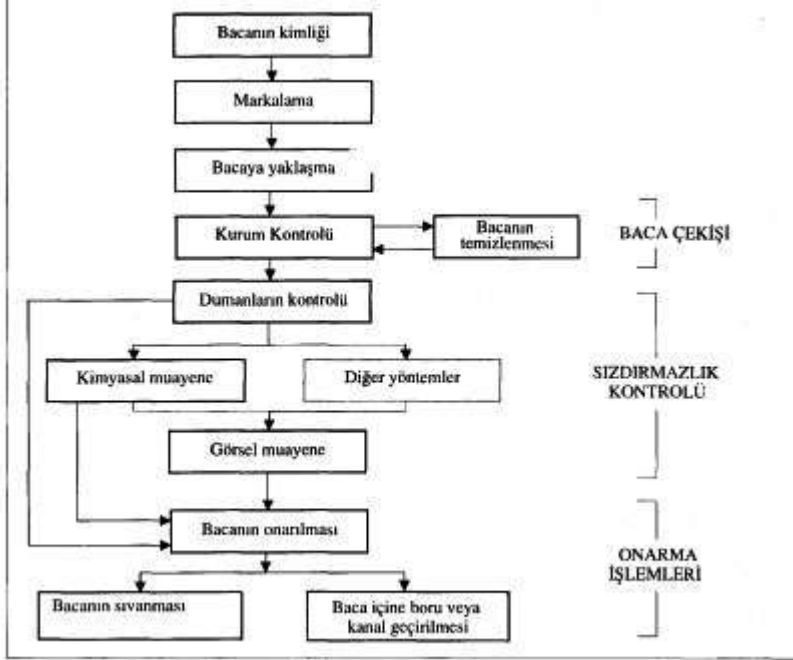 Bacanın kimliği
Markalama
Bacaya yaklaşma
Kurum Kontrolü
Bacanın
temizlenmesi
BACA ÇEKİŞİ
Dumanların kontrolü
Kimyasal muayene
Diğer yöntemler
SIZDIRMAZLIK
KONTROLÜ
Görsel muayene
Bacanın onarılması
ONARMA
İŞLEMLERİ
Bacanın sıvanması
Baca içine boru veya
kanal geçirilmesi